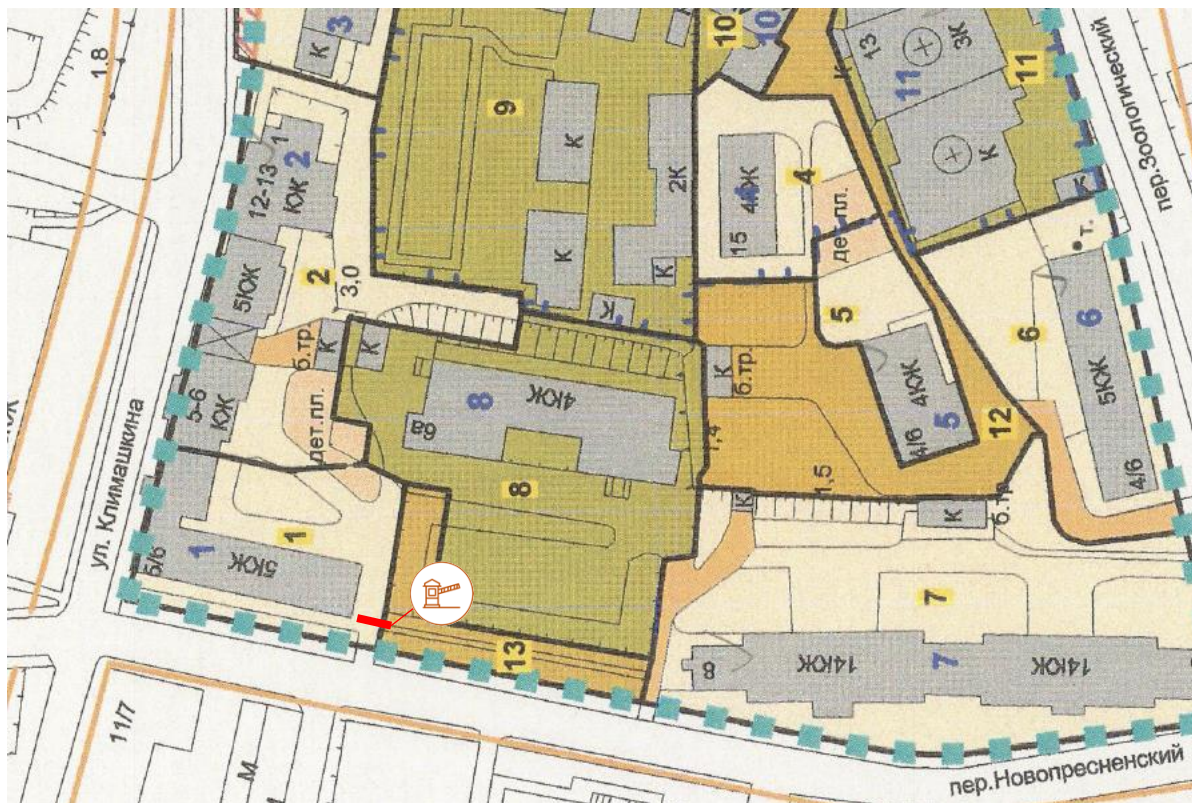 1.8
3
К
10
10
13
К
3К
11
11
К
пер.Зоологический
9
К
12-13
1
КЖ
2
2К
4
15
дет.пл.
К
т.
5КЖ
2
3,0
К
К
К
5
6
6
ул. Климашкина
5-6
КЖ
б.тр.
К
К
дет.пл.
8
4КЖ
6а
К
б.тр.
1,4
4КЖ
5
4/6
12
5КЖ
4/6
8
1,5
К
К
б.тр.
1
5/6
1
5КЖ
7
13
8
14КЖ
7
14КЖ
11/7
М
пер.Новопресненский